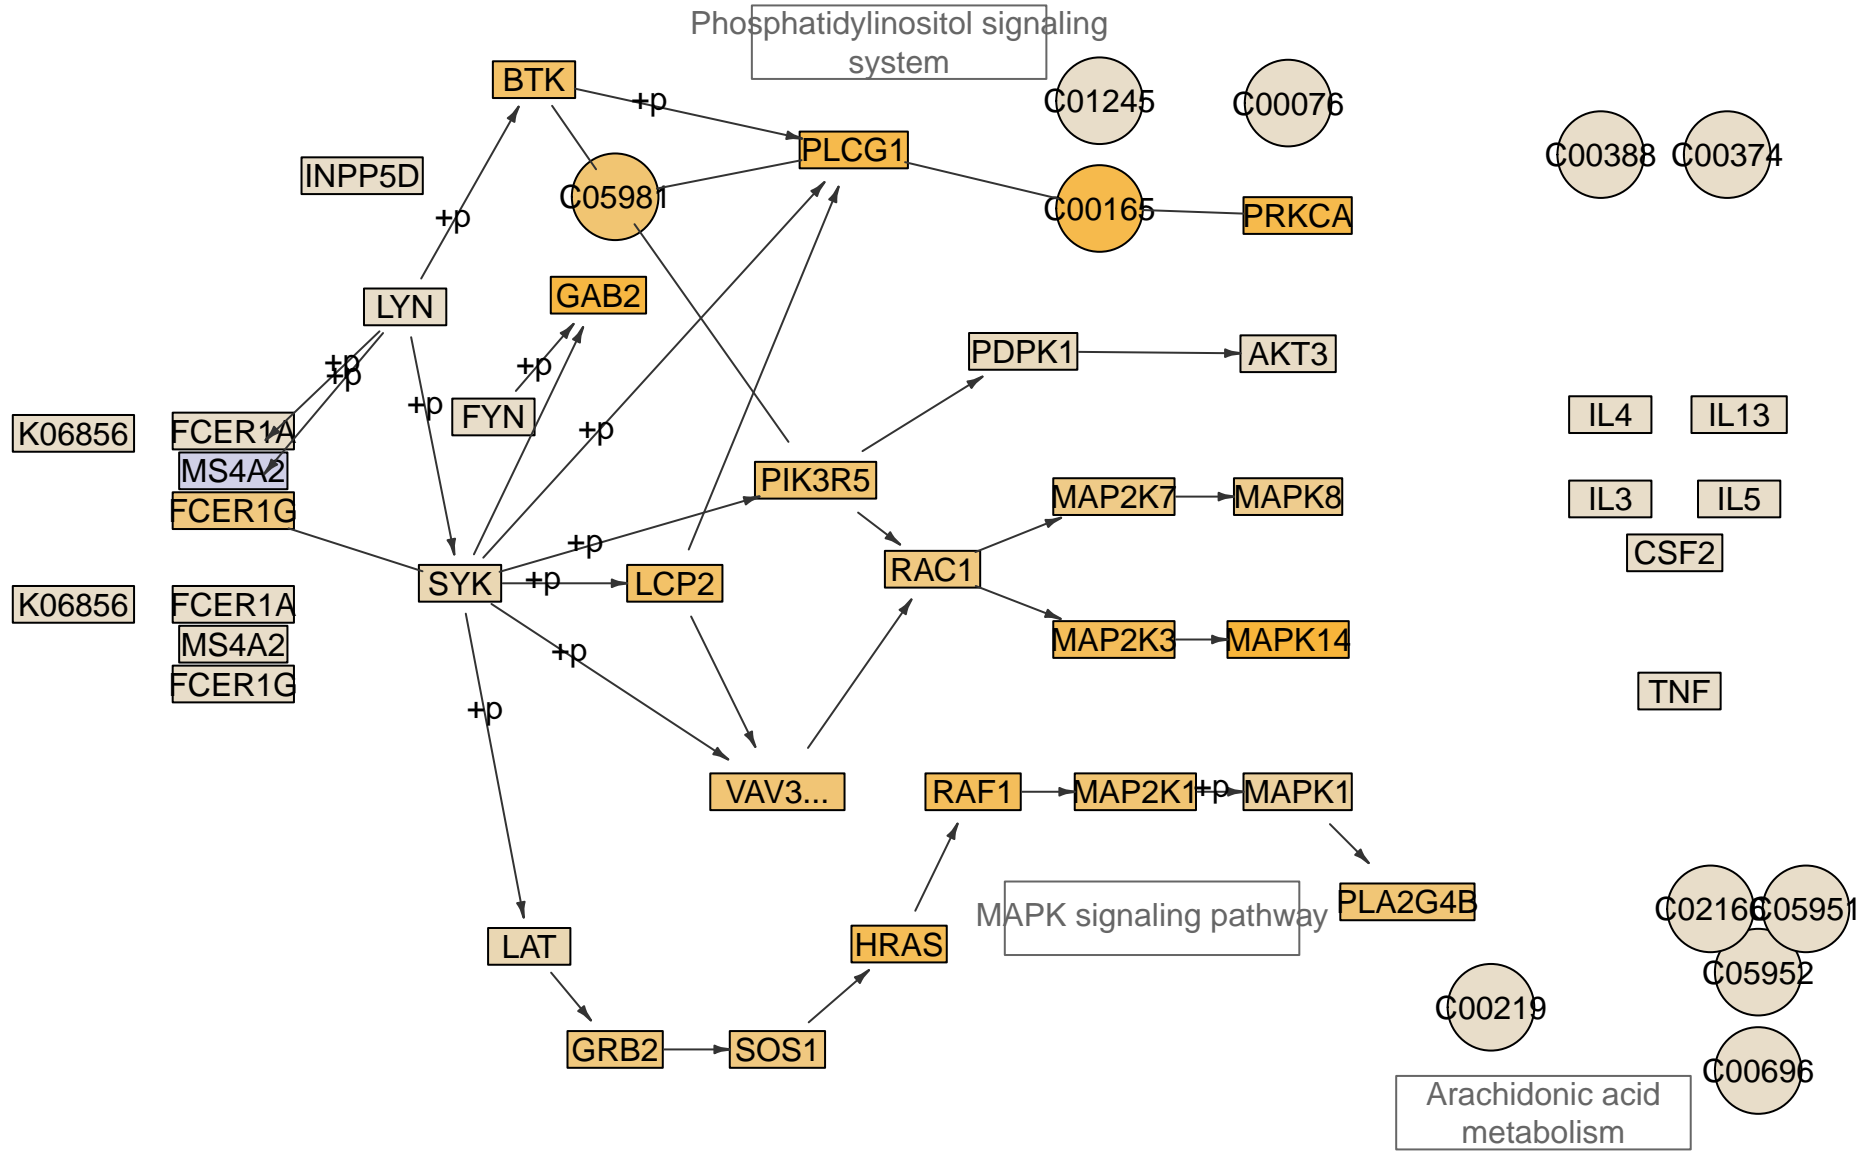 Phosphatidylinositol signaling
system
BTK
+p
C01245
C00076
PLCG1
C00388
C00374
INPP5D
C05981
C00165
PRKCA
+p
LYN
GAB2
+p
+p
+p
PDPK1
AKT3
+p
FYN
+p
K06856
FCER1A
IL4
IL13
MS4A2
PIK3R5
MAP2K7
MAPK8
IL3
IL5
FCER1G
+p
CSF2
SYK
+p
LCP2
RAC1
K06856
FCER1A
MS4A2
+p
MAP2K3
MAPK14
FCER1G
TNF
+p
VAV3...
RAF1
MAP2K1
+p
MAPK1
MAPK signaling pathway
PLA2G4B
C02166
C05951
LAT
HRAS
C05952
C00219
GRB2
SOS1
C00696
Arachidonic acid
metabolism